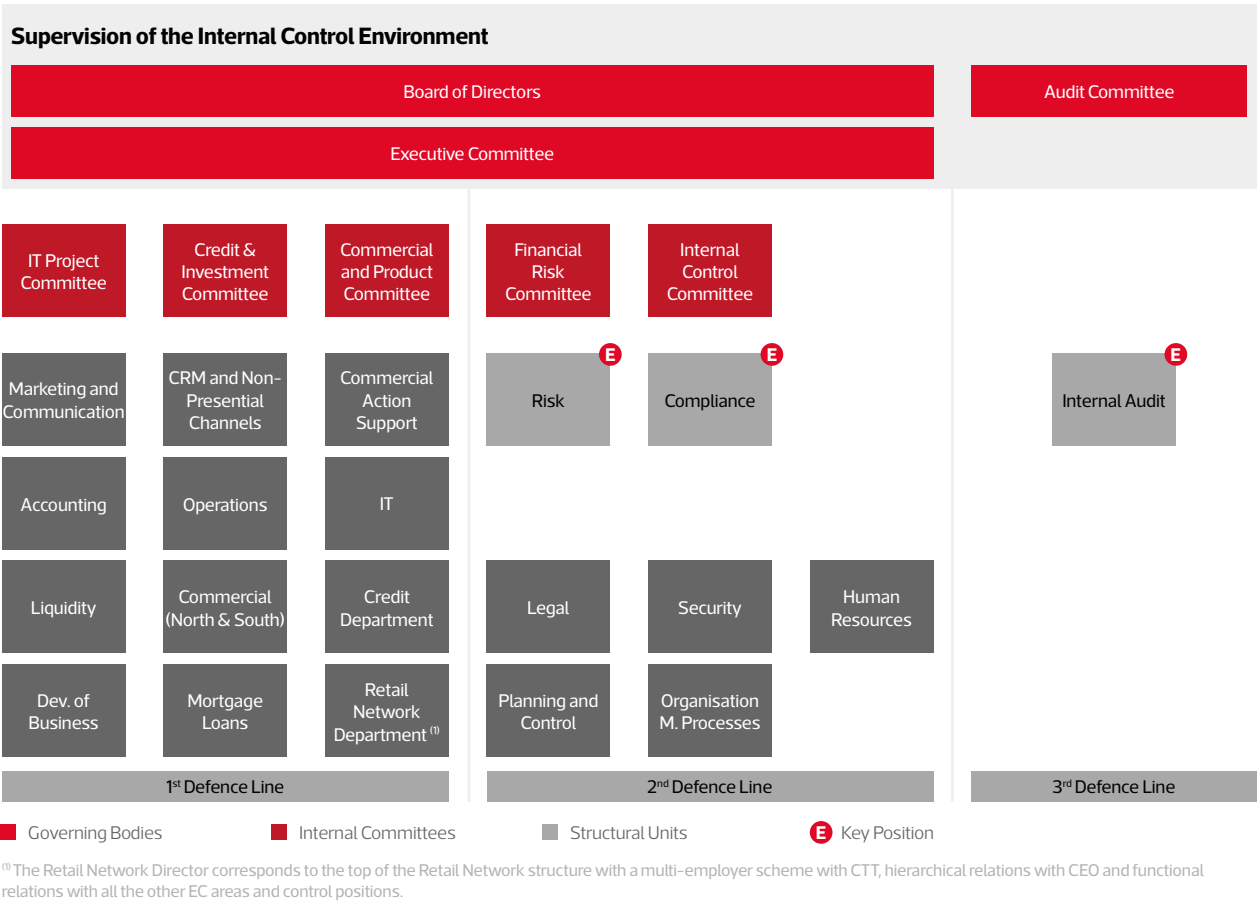 Supervision of the Internal Control Environment
Board of Directors
Audit Committee
Executive Committee
IT Project
Committee
Credit &
Investment
Committee
Commercial
and Product
Committee
Financial
Risk
Committee
Internal
Control
Committee
Marketing and
Communication
CRM and Non-
Presential
Channels
Commercial
Action
Support
E
Risk
E
Compliance
E
Internal Audit
Accounting
Operations
IT
Liquidity
Commercial
(North & South)
Credit
Department
Legal
Security
Human
Resources
Dev. of
Business
Mortgage
Loans
Retail
Network
Department (1)
Planning and
Control
Organisation
M. Processes
1st Defence Line
2nd Defence Line
3rd Defence Line
Governing Bodies
Internal Committees
Structural Units
E Key Position
(1) The Retail Network Director corresponds to the top of the Retail Network structure with a multi-employer scheme with CTT, hierarchical relations with CEO and functional
relations with all the other EC areas and control positions.